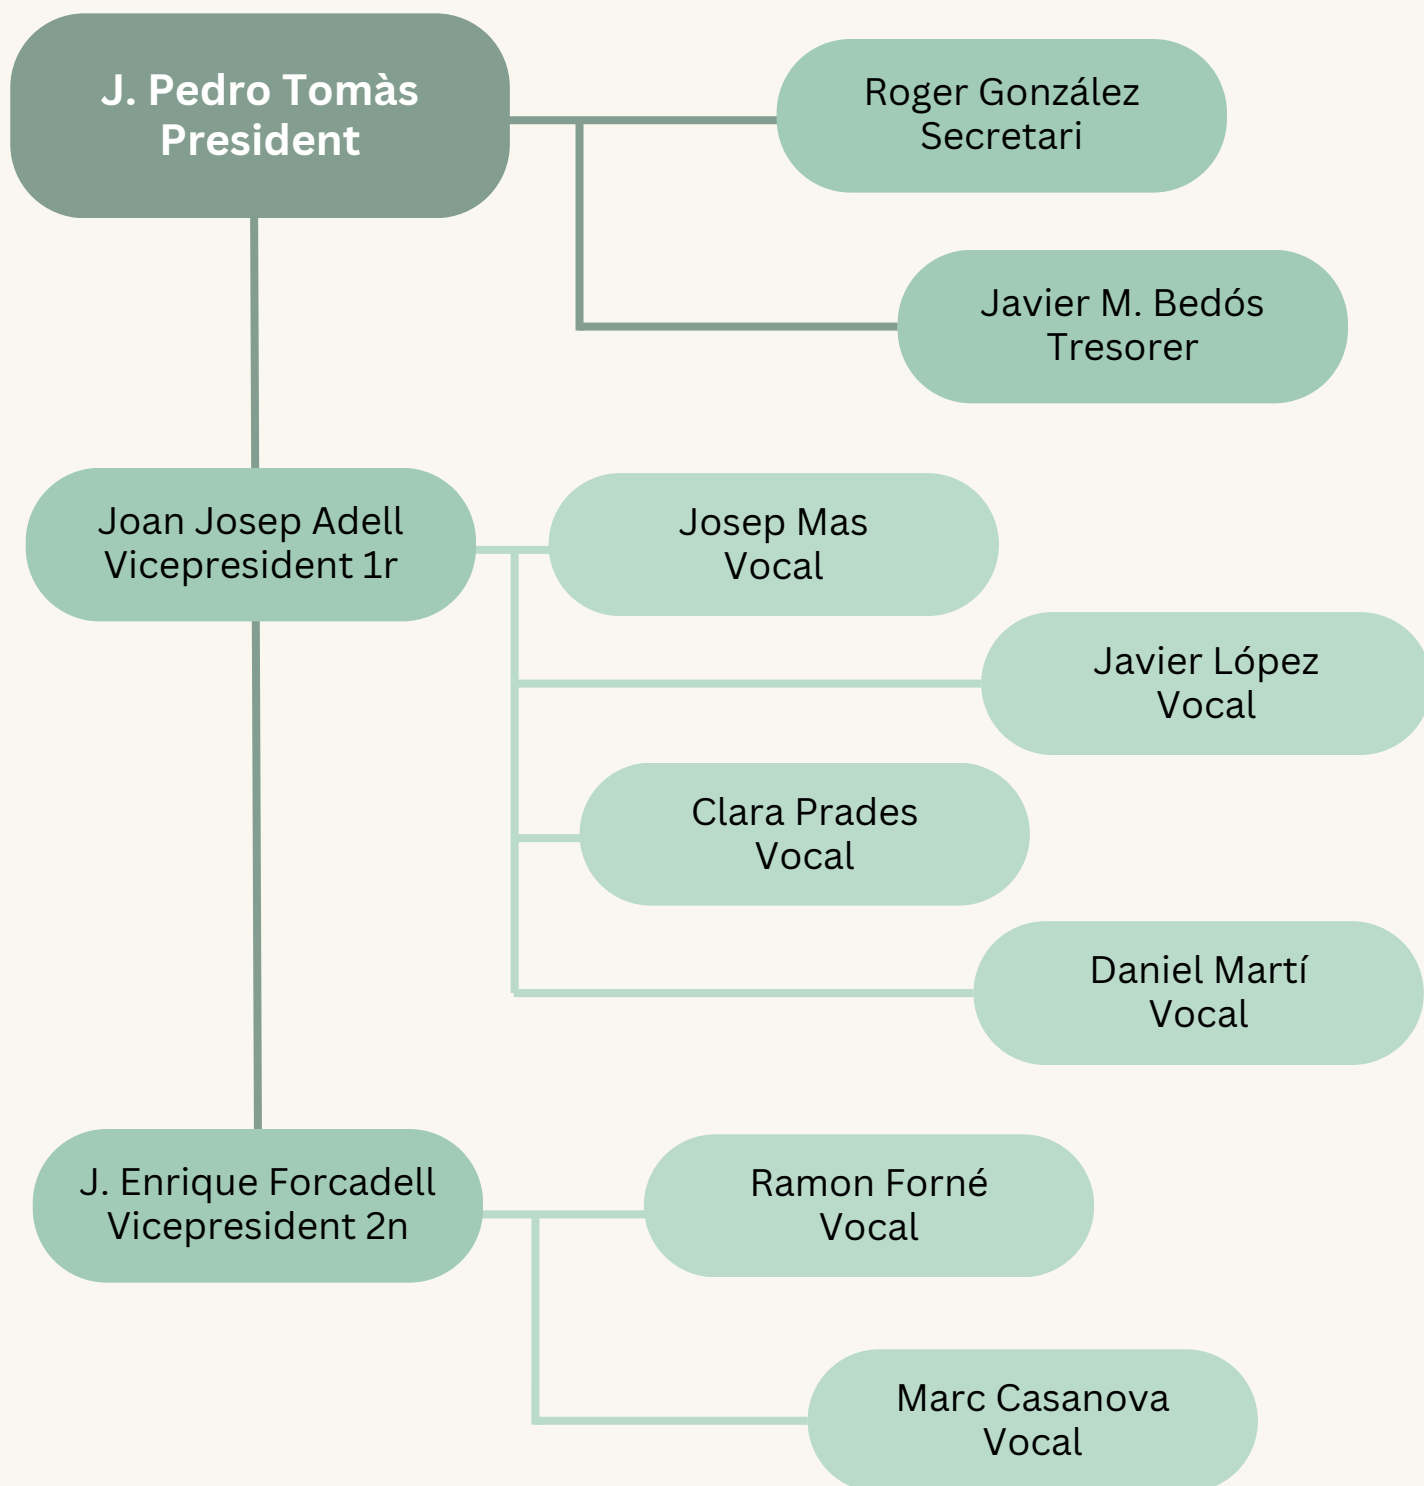 J. Pedro Tomàs
President
Roger González
Secretari
Javier M. Bedós
Tresorer
Joan Josep Adell
Vicepresident 1r
Josep Mas
Vocal
Javier López
Vocal
Clara Prades
Vocal
Daniel Martí
Vocal
J. Enrique Forcadell
Vicepresident 2n
Ramon Forné
Vocal
Marc Casanova
Vocal